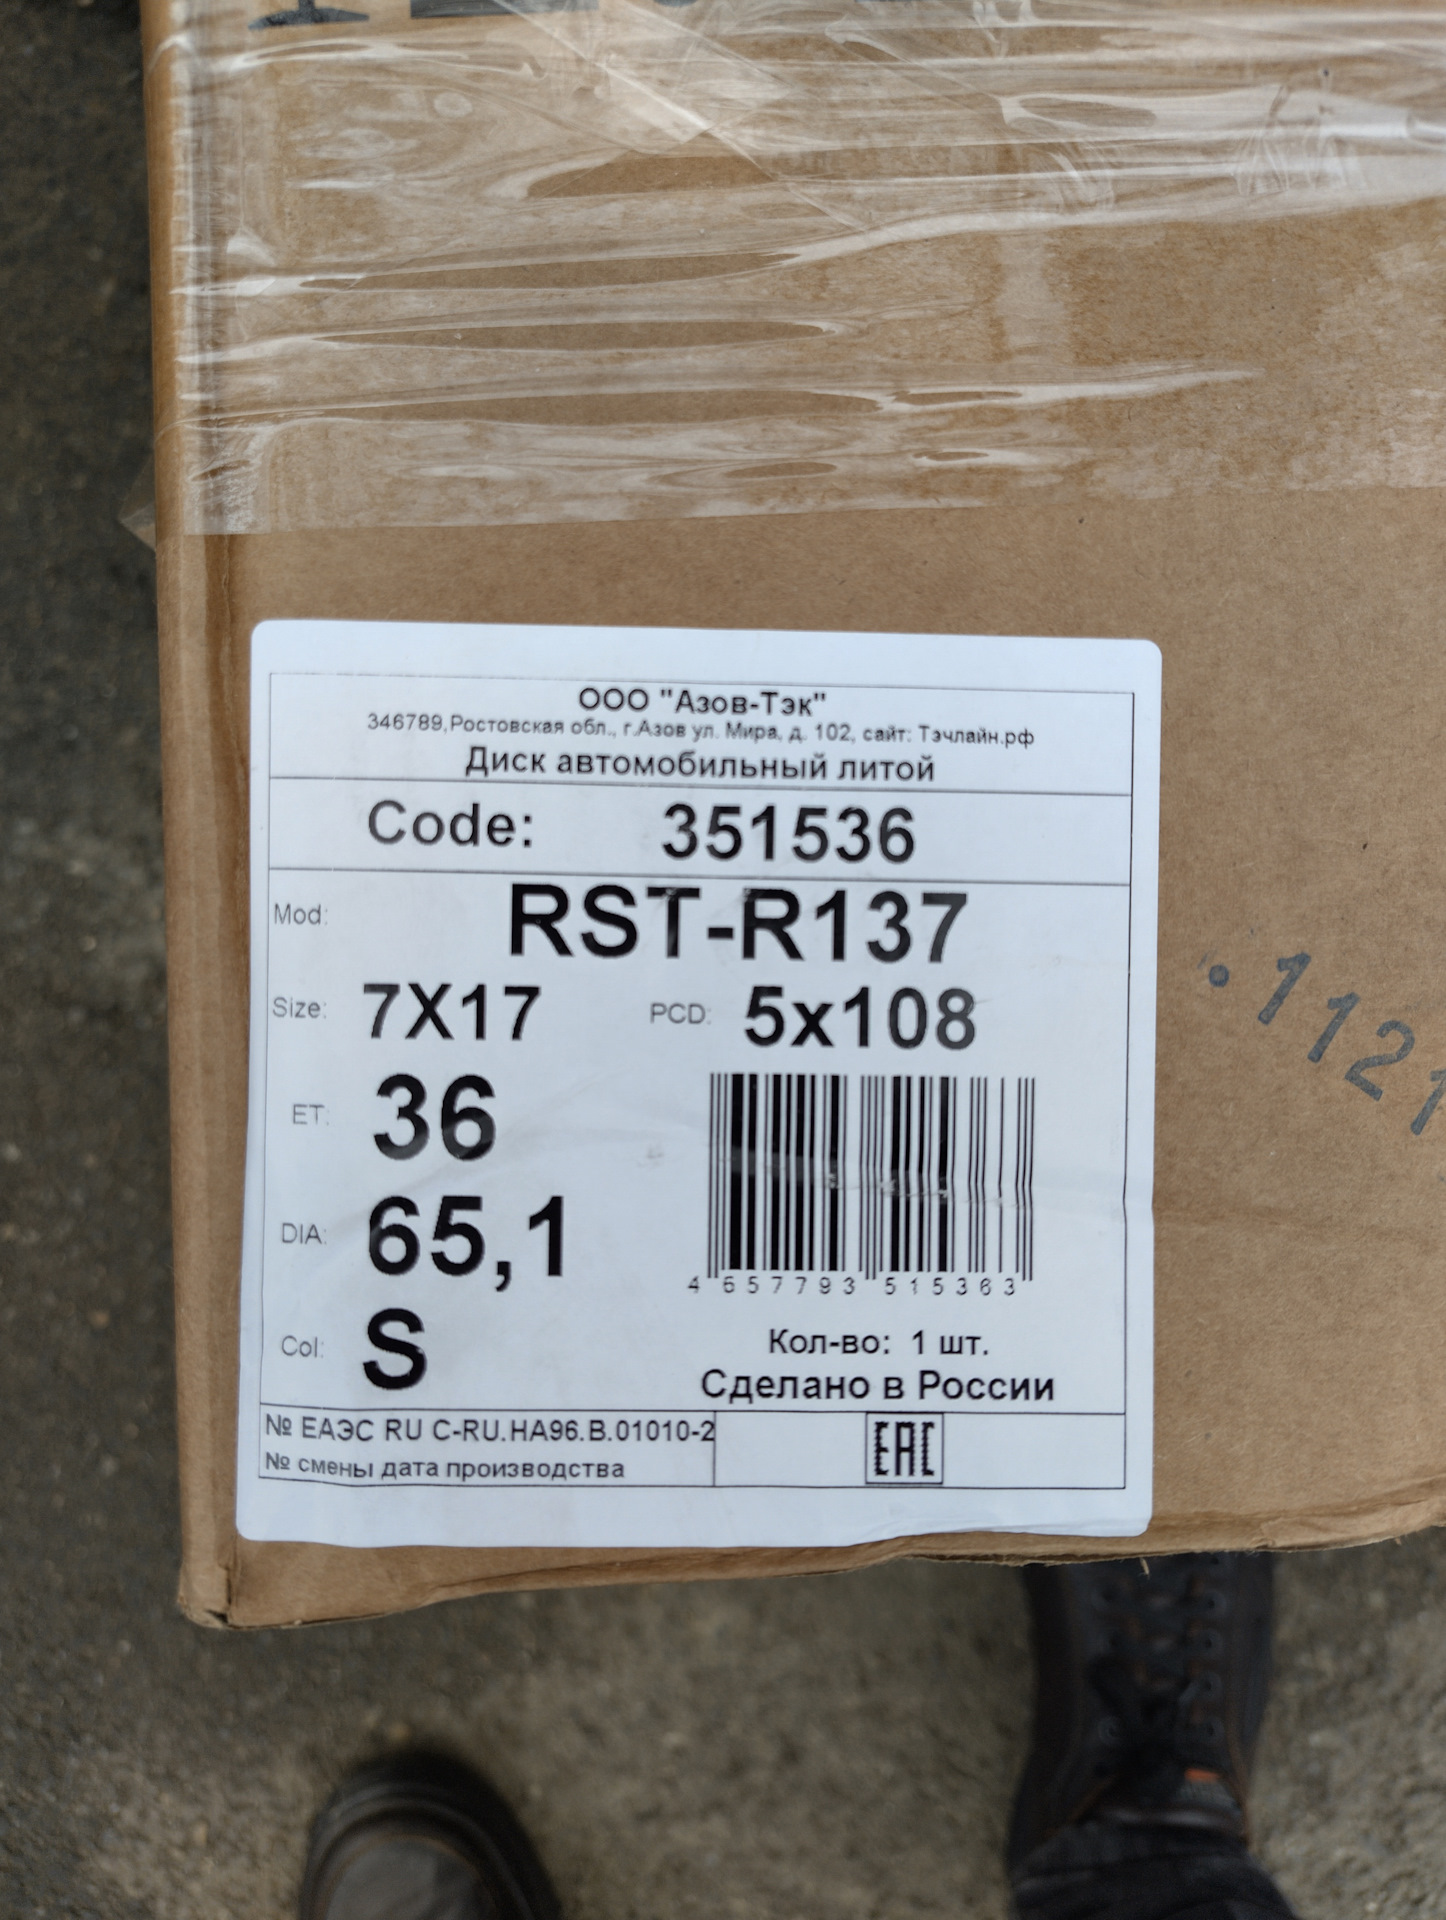 ООО "Азов-Тэк"
346789,Ростовская обл., г.Азов ул. Мира, д. 102, сайт: Тэчлайн.рф
Диск автомобильный литой
Code: 351536
Mod: RST-R137
Size: 7X17 PCD: 5x108
ET: 36
DIA: 65,1
4 657793 515363
Col: S
Кол-во: 1 шт.
Сделано в России
№ ЕАЭС RU C-RU.HA96.B.01010-2
№ смены дата производства
EAC
.1121